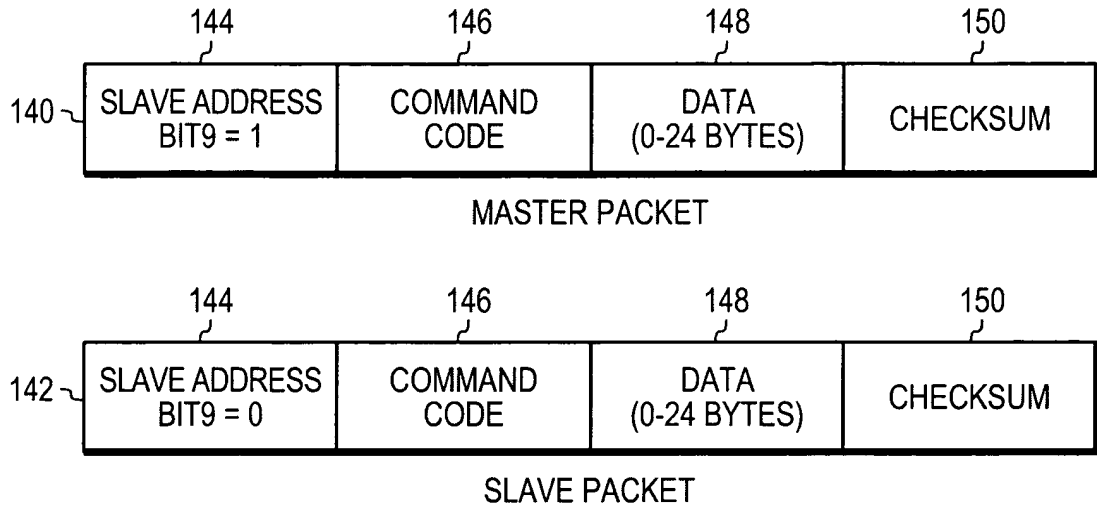 144 146 148 150
140 SLAVE ADDRESS COMMAND DATA CHECKSUM
BIT9 = 1 CODE (0-24 BYTES)
MASTER PACKET
144 146 148 150
142 SLAVE ADDRESS COMMAND DATA CHECKSUM
BIT9 = 0 CODE (0-24 BYTES)
SLAVE PACKET